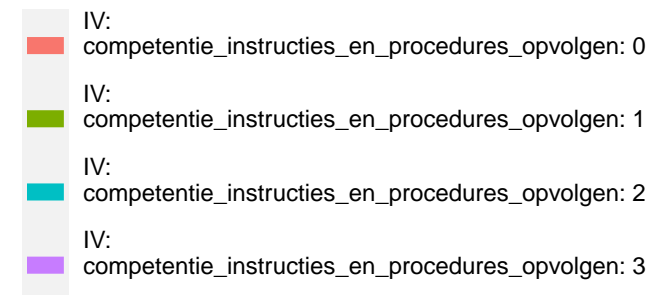 IV:
competentie_instructies_en_procedures_opvolgen: 0
IV:
competentie_instructies_en_procedures_opvolgen: 1
IV:
competentie_instructies_en_procedures_opvolgen: 2
IV:
competentie_instructies_en_procedures_opvolgen: 3